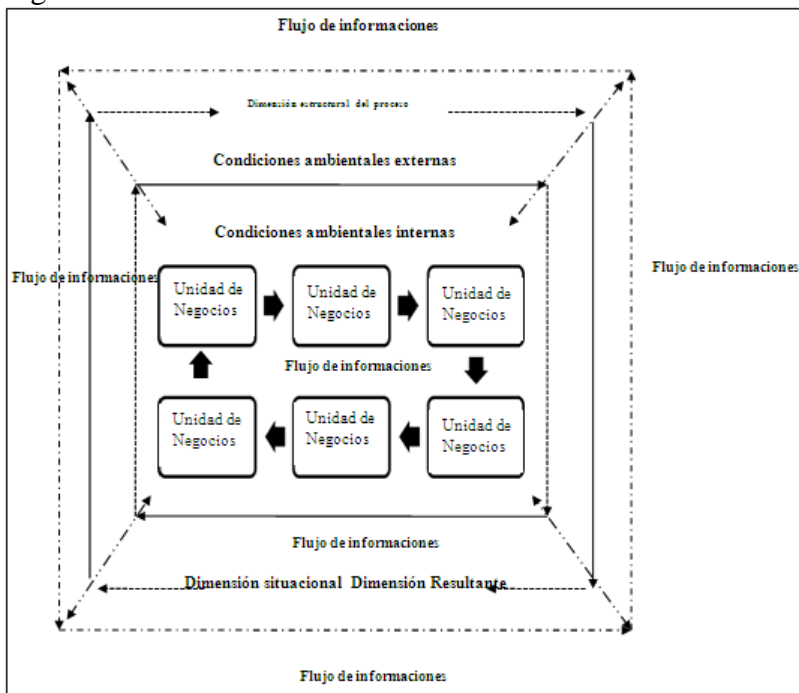 Flujo de informaciones
Dimensión estructural del proceso
Condiciones ambientales externas
Condiciones ambientales internas
Flujo de informaciones
Flujo de informaciones
Unidad de
Negocios
Unidad de
Negocios
Unidad de
Negocios
Flujo de informaciones
Unidad de
Negocios
Unidad de
Negocios
Unidad de
Negocios
Flujo de informaciones
Dimensión situacional Dimensión Resultante
Flujo de informaciones